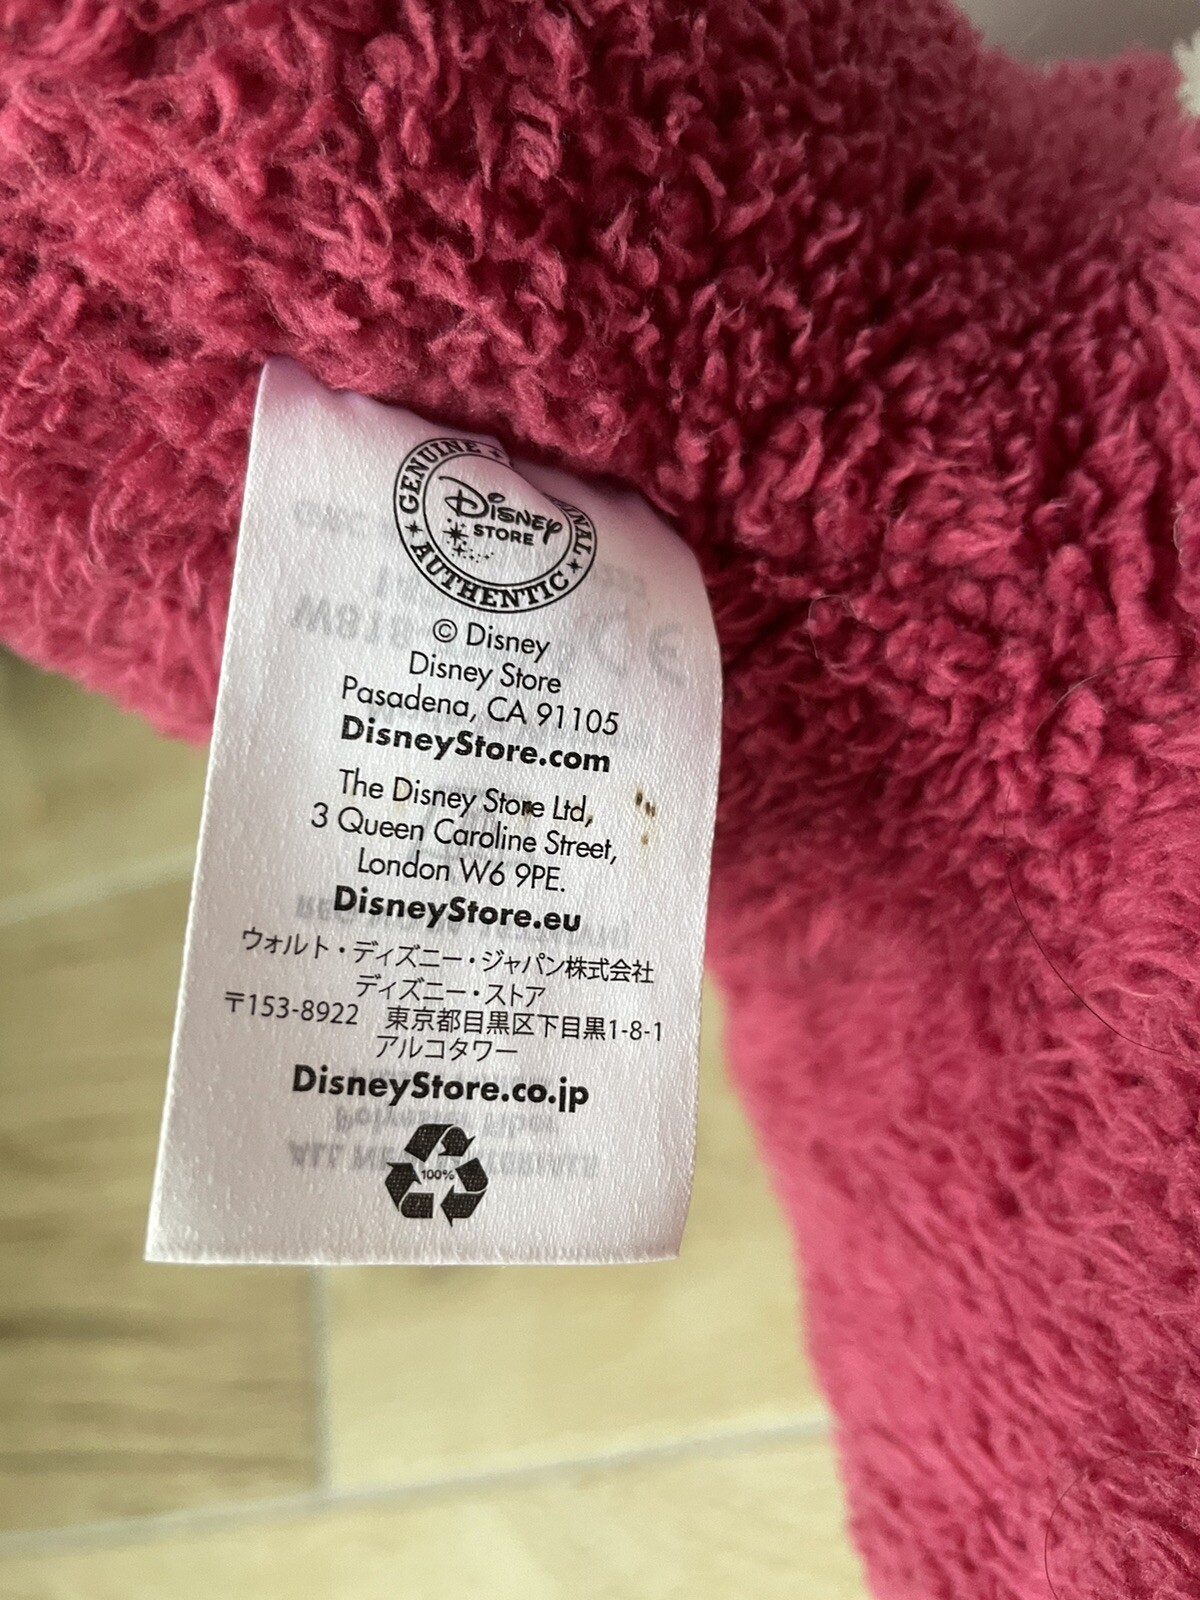 GENUINE
AUTHENTIC
DISNEY
STORE
© Disney
Disney Store
Pasadena, CA 91105
DisneyStore.com
The Disney Store Ltd,
3 Queen Caroline Street,
London W6 9PE.
DisneyStore.eu
ウォルト・ディズニー・ジャパン株式会社
ディズニー・ストア
〒153-8922 東京都目黒区下目黒1-8-1
アルコタワー
DisneyStore.co.jp
100%